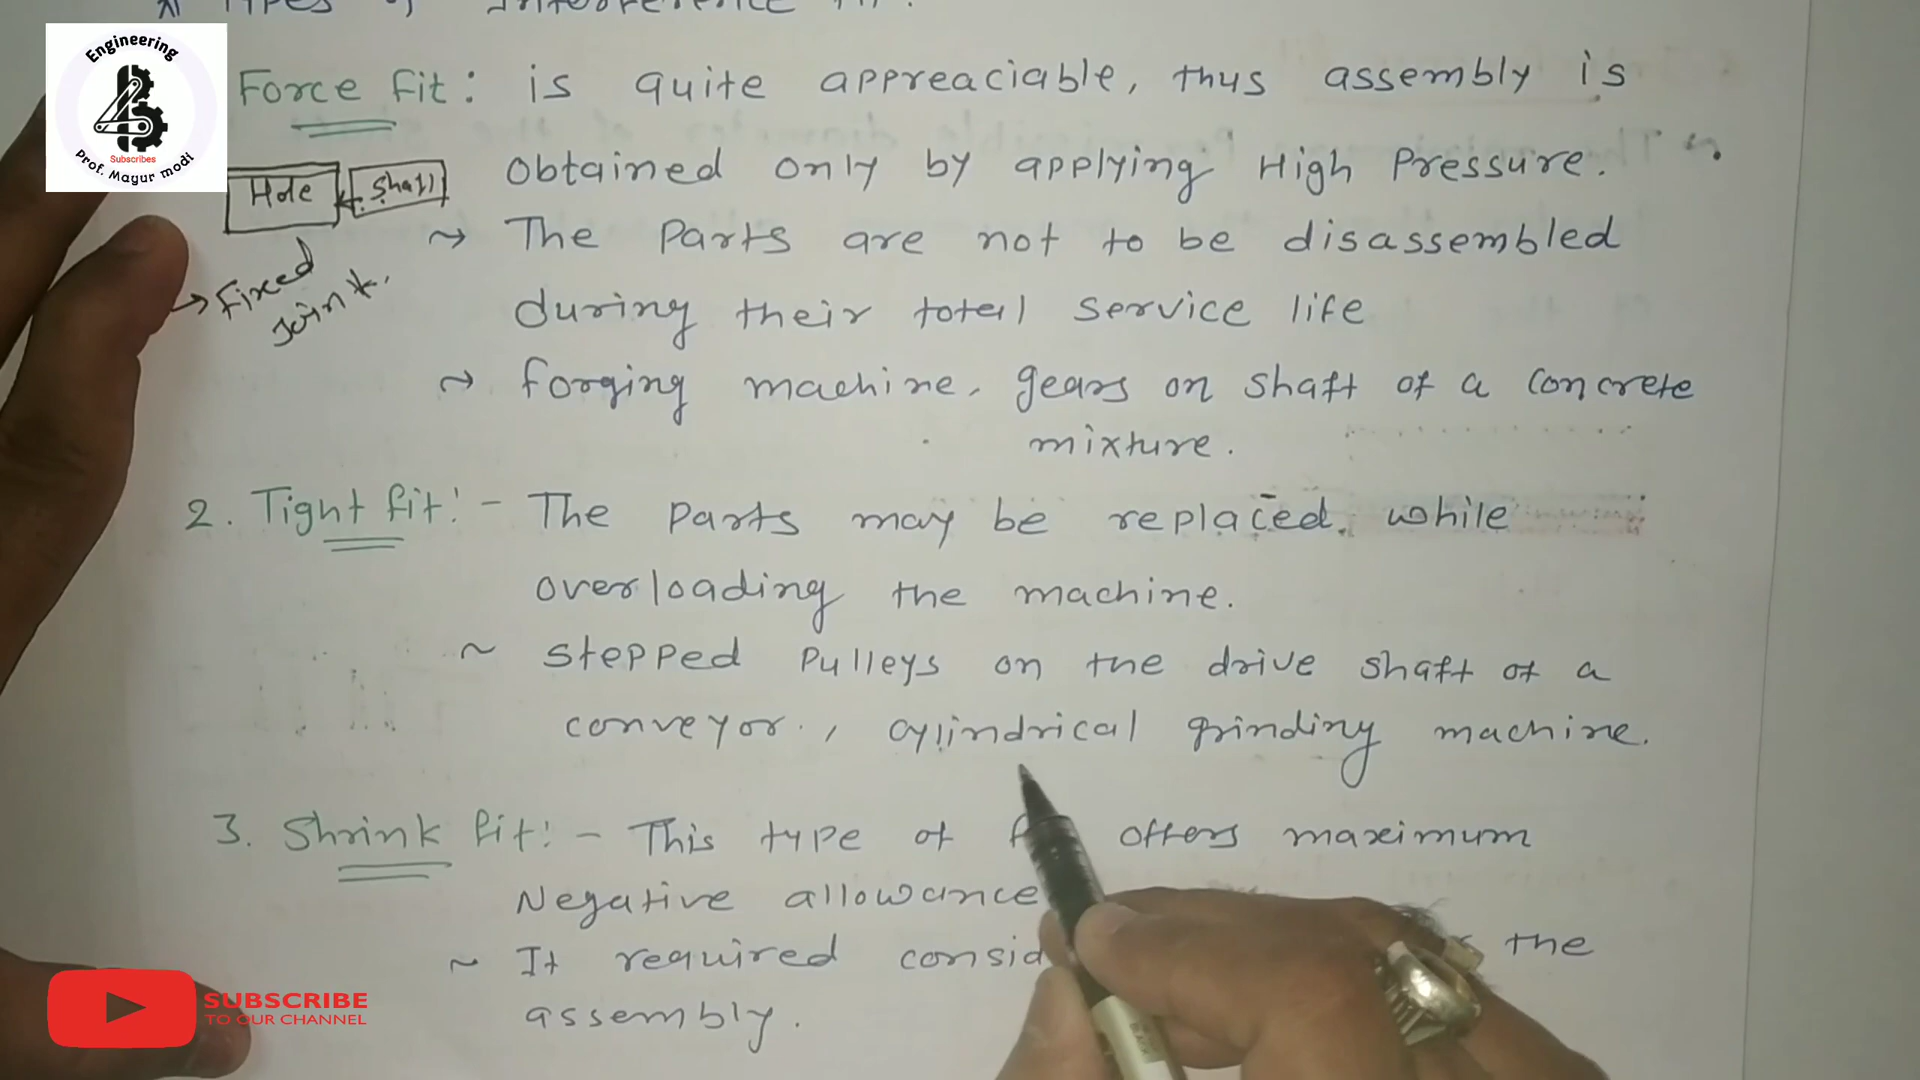 Types of Interference fit.
Engineering
Subscribes
Prof. Mayur modi
Force fit: is quite appreaciable, thus assembly is
obtained only by applying High Pressure.
Hole shaft
→ Fixed
Joint.
~> The Parts are not to be disassembled
during their total service life
~> forging machine, gears on shaft of a concrete
mixture.
2. Tight fit:- The Parts may be replaced. while
overloading the machine.
~ stepped Pulleys on the drive shaft of a
conveyor., cylindrical grinding machine.
3. Shrink fit:- This type of offers maximum
Negative allowance
~ It required the
assembly.
SUBSCRIBE
TO OUR CHANNEL